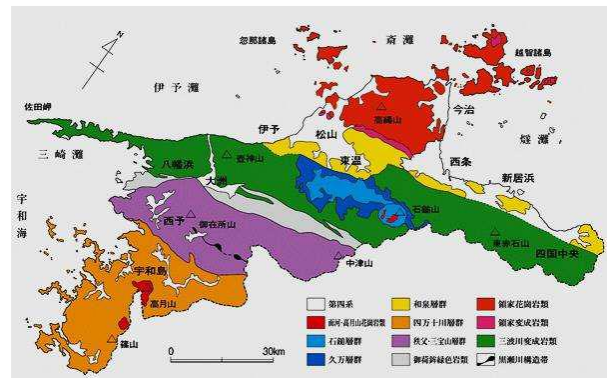 忽那諸島
斎灘
越智諸島
N
伊予灘
高縄山
今治
佐田岬
伊予
松山
燧灘
三崎灘
八幡浜
壺神山
東温
西条
新居浜
大洲
宇和海
石鎚山
西予
御在所山
東赤石山
四国中央
宇和島
中津山
高月山
篠山
0 30km
第四系
和泉層群
領家花崗岩類
面河・高月山花崗岩類
四万十川層群
領家変成岩類
石鎚層群
秩父・三宝山層群
三波川変成岩類
久万層群
御荷鉾緑色岩類
黒瀬川構造帯